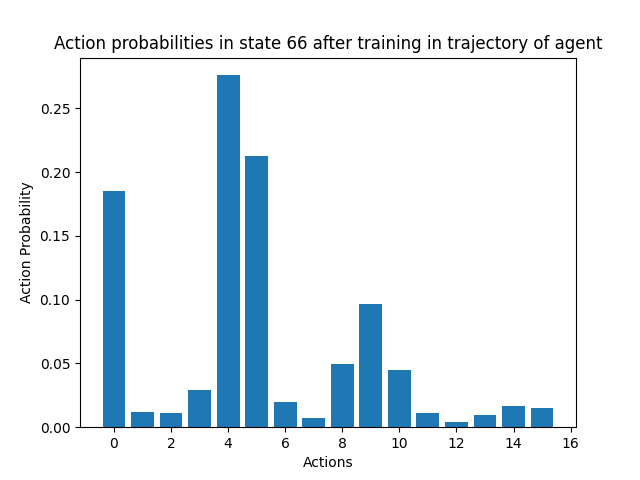 Action probabilities in state 66 after training in trajectory of agent
0.25
0.20
0.15
0.10
0.05
0.00
Action Probability
0 2 4 6 8 10 12 14 16
Actions